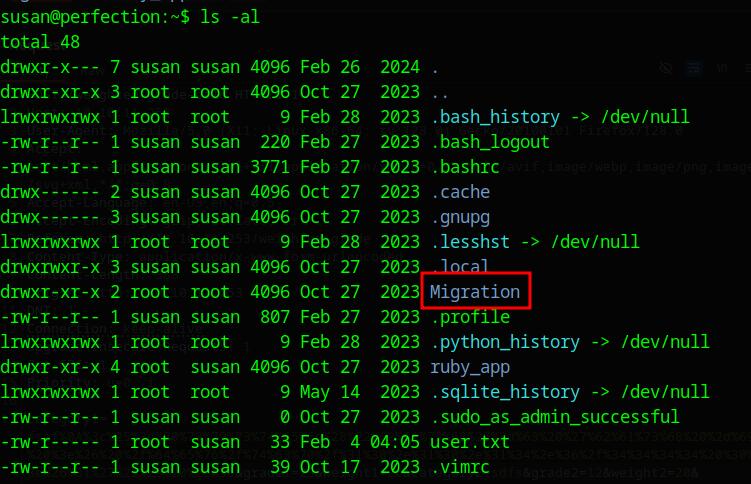 susan@perfection:~$ ls -al
total 48
drwxr-x--- 7 susan susan 4096 Feb 26  2024 .
drwxr-xr-x 3 root  root  4096 Oct 27  2023 ..
lrwxrwxrwx 1 root  root     9 Feb 28  2023 .bash_history -> /dev/null
-rw-r--r-- 1 susan susan  220 Feb 27  2023 .bash_logout
-rw-r--r-- 1 susan susan 3771 Feb 27  2023 .bashrc
drwx------ 2 susan susan 4096 Oct 27  2023 .cache
drwx------ 3 susan susan 4096 Oct 27  2023 .gnupg
lrwxrwxrwx 1 root  root     9 Feb 28  2023 .lesshst -> /dev/null
drwxrwxr-x 3 susan susan 4096 Oct 27  2023 .local
drwxr-xr-x 2 root  root  4096 Oct 27  2023 Migration
-rw-r--r-- 1 susan susan  807 Feb 27  2023 .profile
lrwxrwxrwx 1 root  root     9 Feb 28  2023 .python_history -> /dev/null
drwxr-xr-x 4 root  susan 4096 Oct 27  2023 ruby_app
lrwxrwxrwx 1 root  root     9 May 14  2023 .sqlite_history -> /dev/null
-rw-r--r-- 1 susan susan    0 Oct 27  2023 .sudo_as_admin_successful
-rw-r----- 1 root  susan   33 Feb  4 04:05 user.txt
-rw-r--r-- 1 susan susan   39 Oct 17  2023 .vimrc